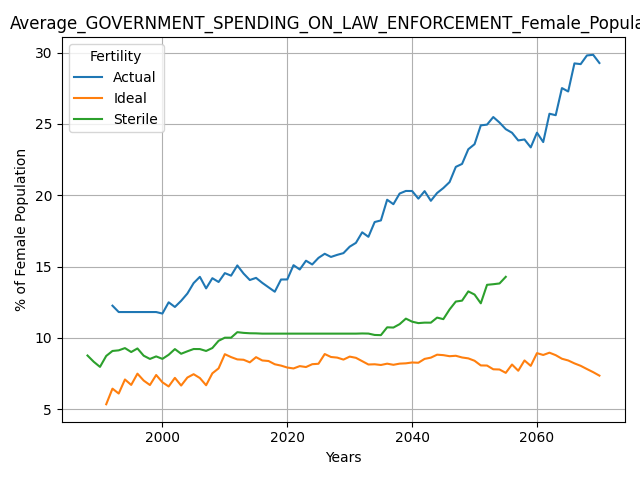 Average_GOVERNMENT_SPENDING_ON_LAW_ENFORCEMENT_Female_Popula
Fertility
Actual
Ideal
Sterile
% of Female Population
30
25
20
15
10
5
2000 2020 2040 2060
Years